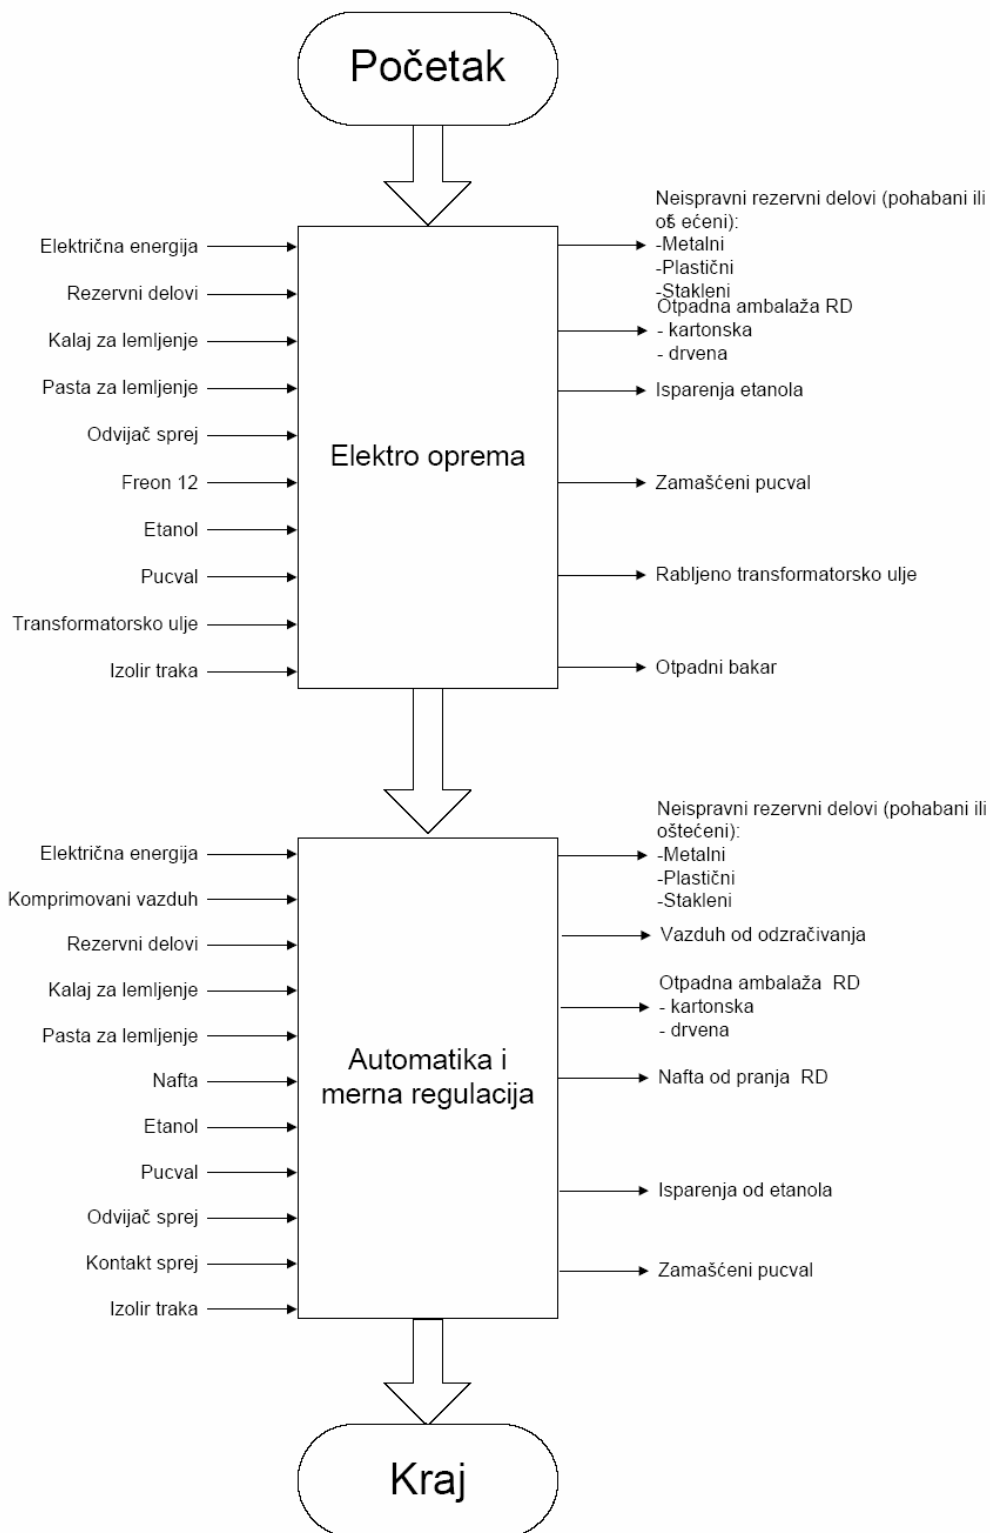 Početak
Neispravni rezervni delovi (pohabani ili
ećeni):
-Metalni
-Plastični
-Stakleni
Otpadna ambalaža RD
- kartonska
- drvena
Isparenja etanola
Zamašćeni pucval
Rabljeno transformatorsko ulje
Otpadni bakar
Električna energija
Rezervni delovi
Kalaj za lemljenje
Pasta za lemljenje
Odvijač sprej
Freon 12
Etanol
Pucval
Transformatorsko ulje
Izolir traka
Elektro oprema
Neispravni rezervni delovi (pohabani ili
oštećeni):
-Metalni
-Plastični
-Stakleni
Vazduh od odzračivanja
Otpadna ambalaža RD
- kartonska
- drvena
Nafta od pranja RD
Isparenja od etanola
Zamašćeni pucval
Električna energija
Komprimovani vazduh
Rezervni delovi
Kalaj za lemljenje
Pasta za lemljenje
Nafta
Etanol
Pucval
Odvijač sprej
Kontakt sprej
Izolir traka
Automatika i
merna regulacija
Kraj